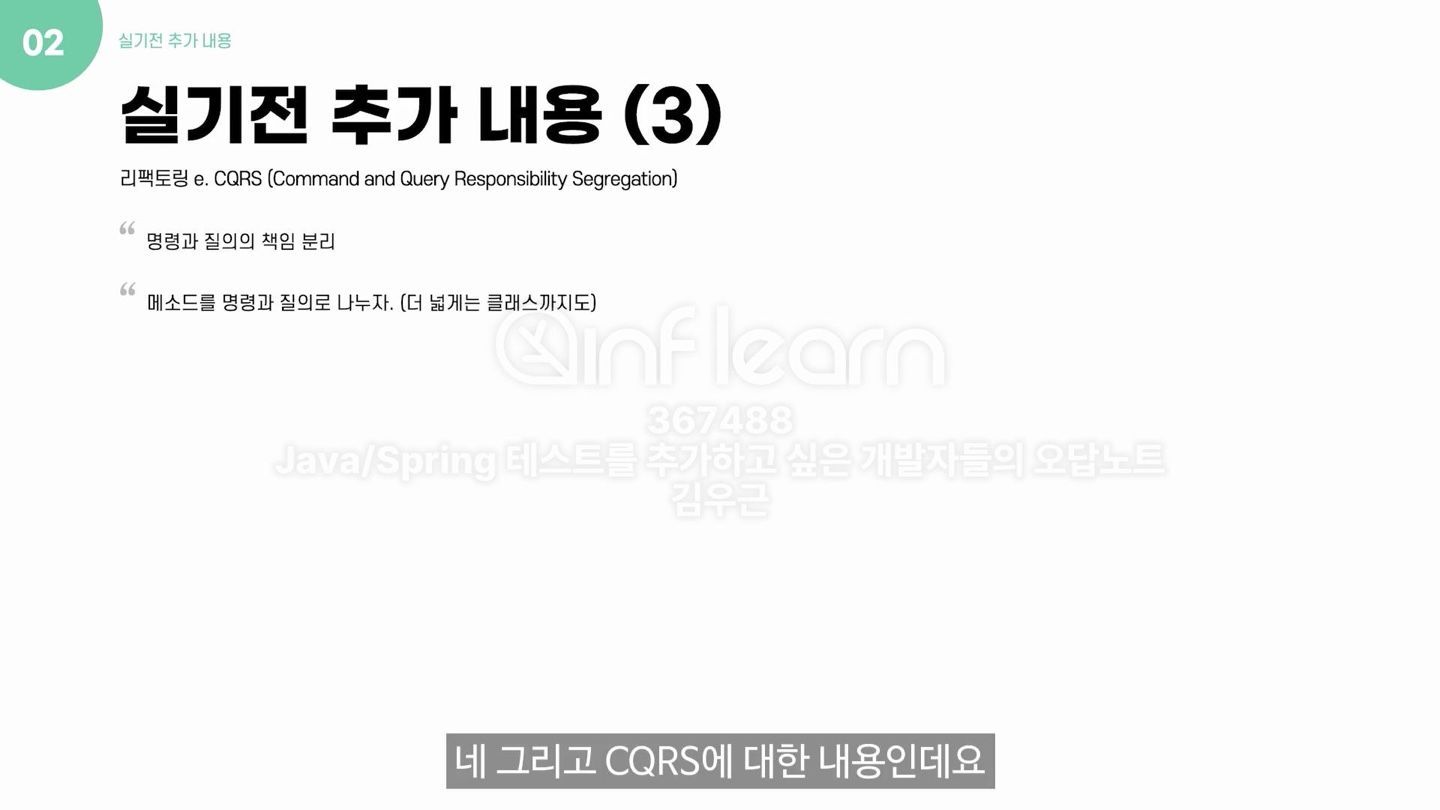 02
실기전 추가 내용
실기전 추가 내용 (3)
리팩토링 e. CQRS (Command and Query Responsibility Segregation)
“ 명령과 질의의 책임 분리
“ 메소드를 명령과 질의로 나누자. (더 넓게는 클래스까지도)
inflearn
367488
Java/Spring 테스트를 추가하고 싶은 개발자들의 오답노트
김우근
네 그리고 CQRS에 대한 내용인데요